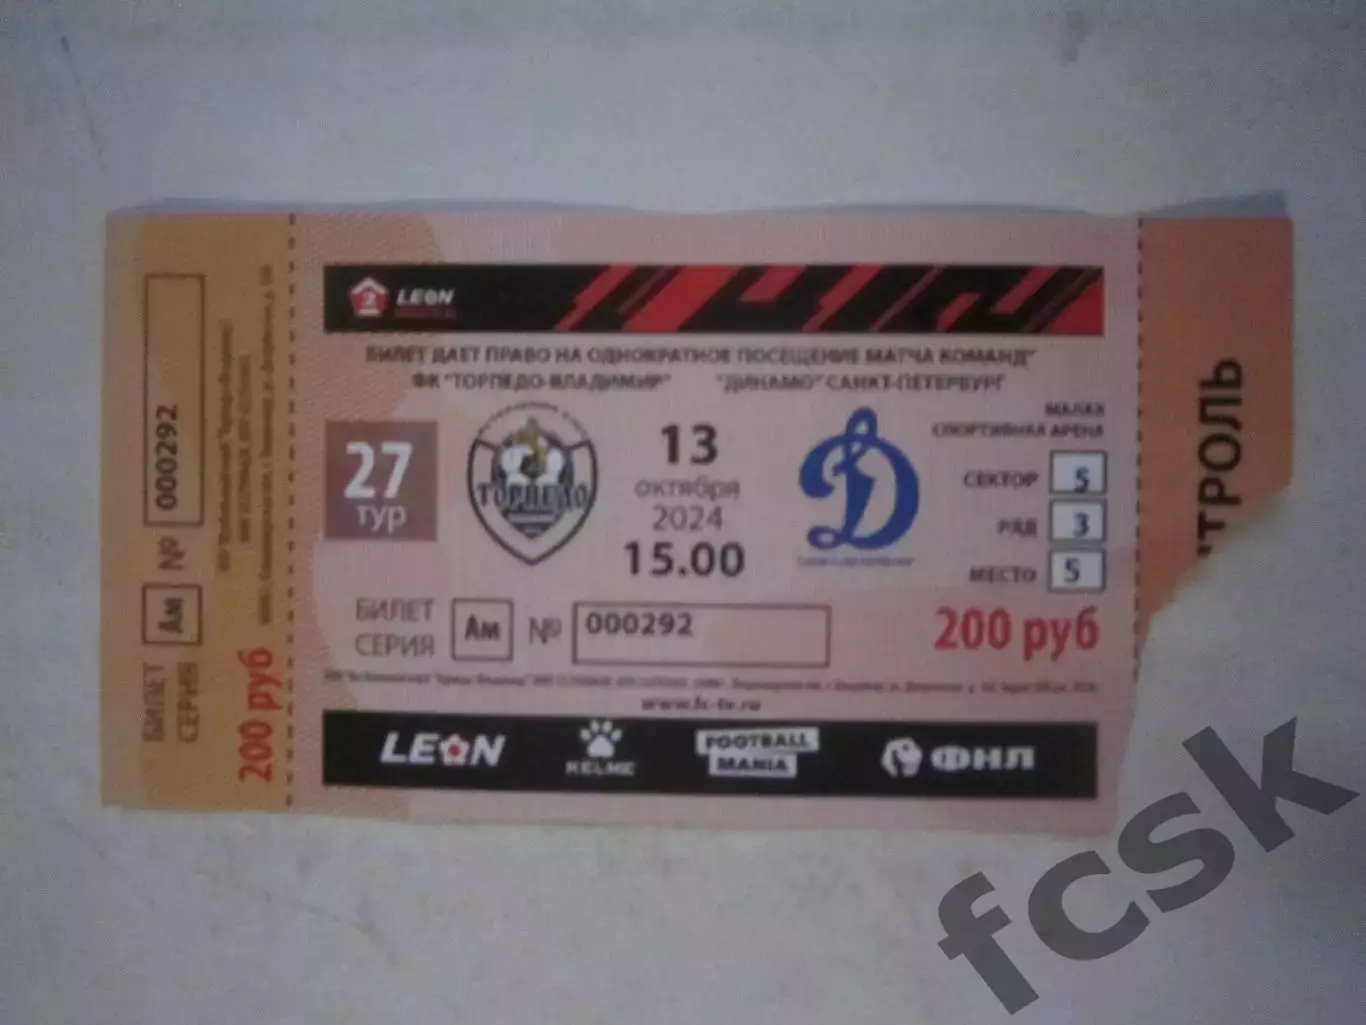 БИЛЕТ СЕРИЯ
Ам
№
000292
200 руб
2
LEON
БИЛЕТ ДАЕТ ПРАВО НА ОДНОКРАТНОЕ ПОСЕЩЕНИЕ МАТЧА КОМАНД"
ФК "ТОРПЕДО-ВЛАДИМИР" "ДИНАМО" САНКТ-ПЕТЕРБУРГ
27
тур
ТОРПЕДО
13
октября
2024
15.00
МАЛАЯ
СПОРТИВНАЯ АРЕНА
СЕКТОР 5
РЯД 3
МЕСТО 5
БИЛЕТ
СЕРИЯ
Ам
№ 000292
200 руб
www.fc-tv.ru
LEON
KELME
FOOTBALL
MANIA
ФНЛ
ТРОЛЬ
fcsk